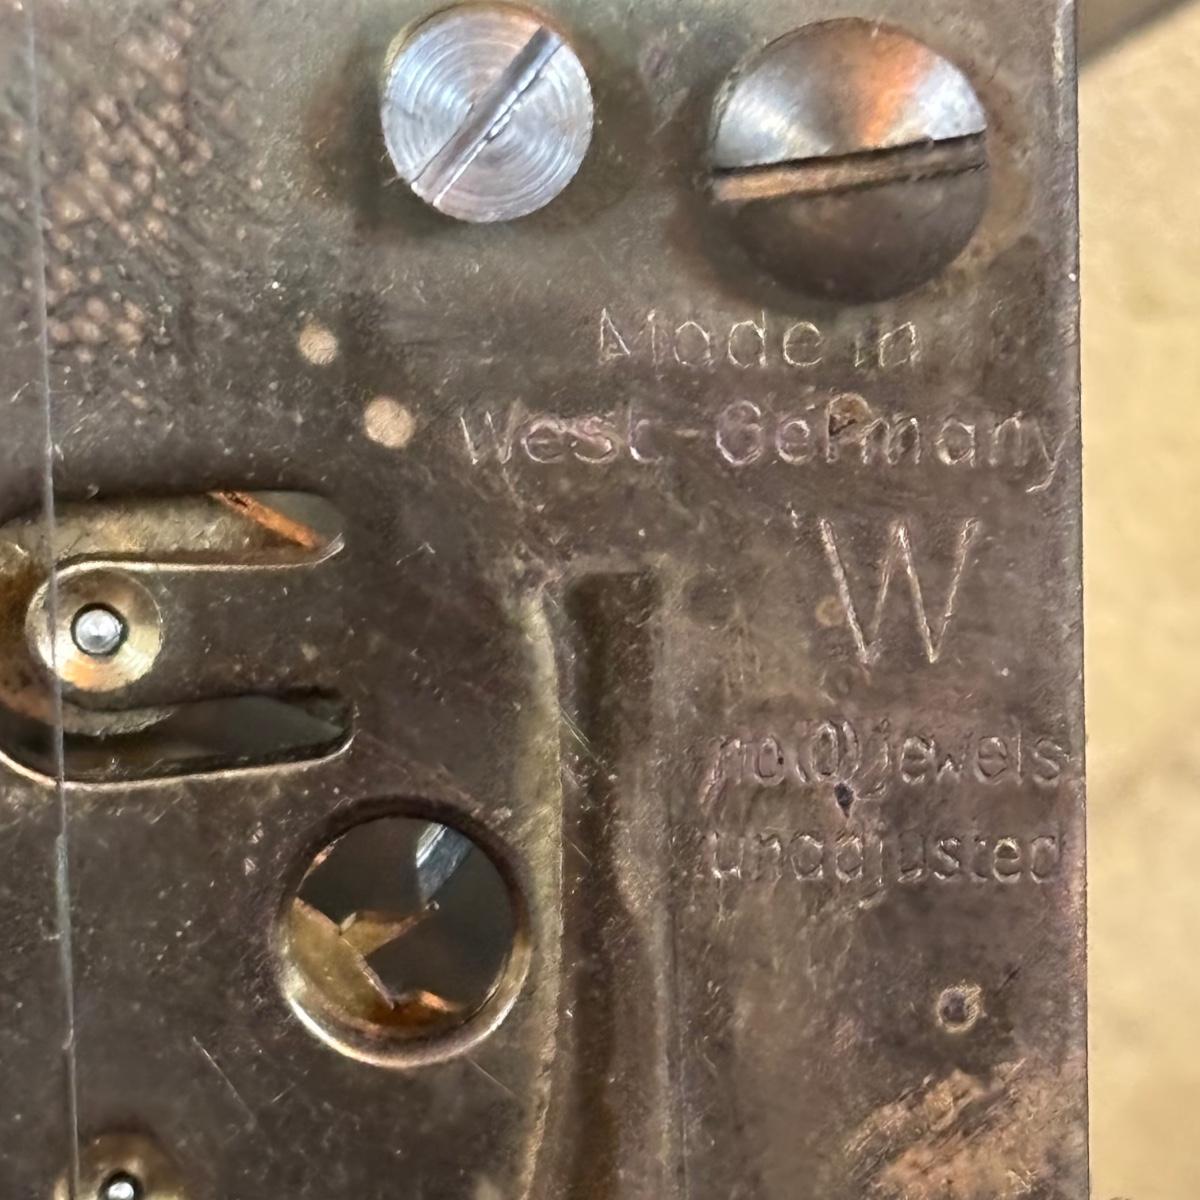 Made in
West-Germany
W
no(0)jewels
unadjusted